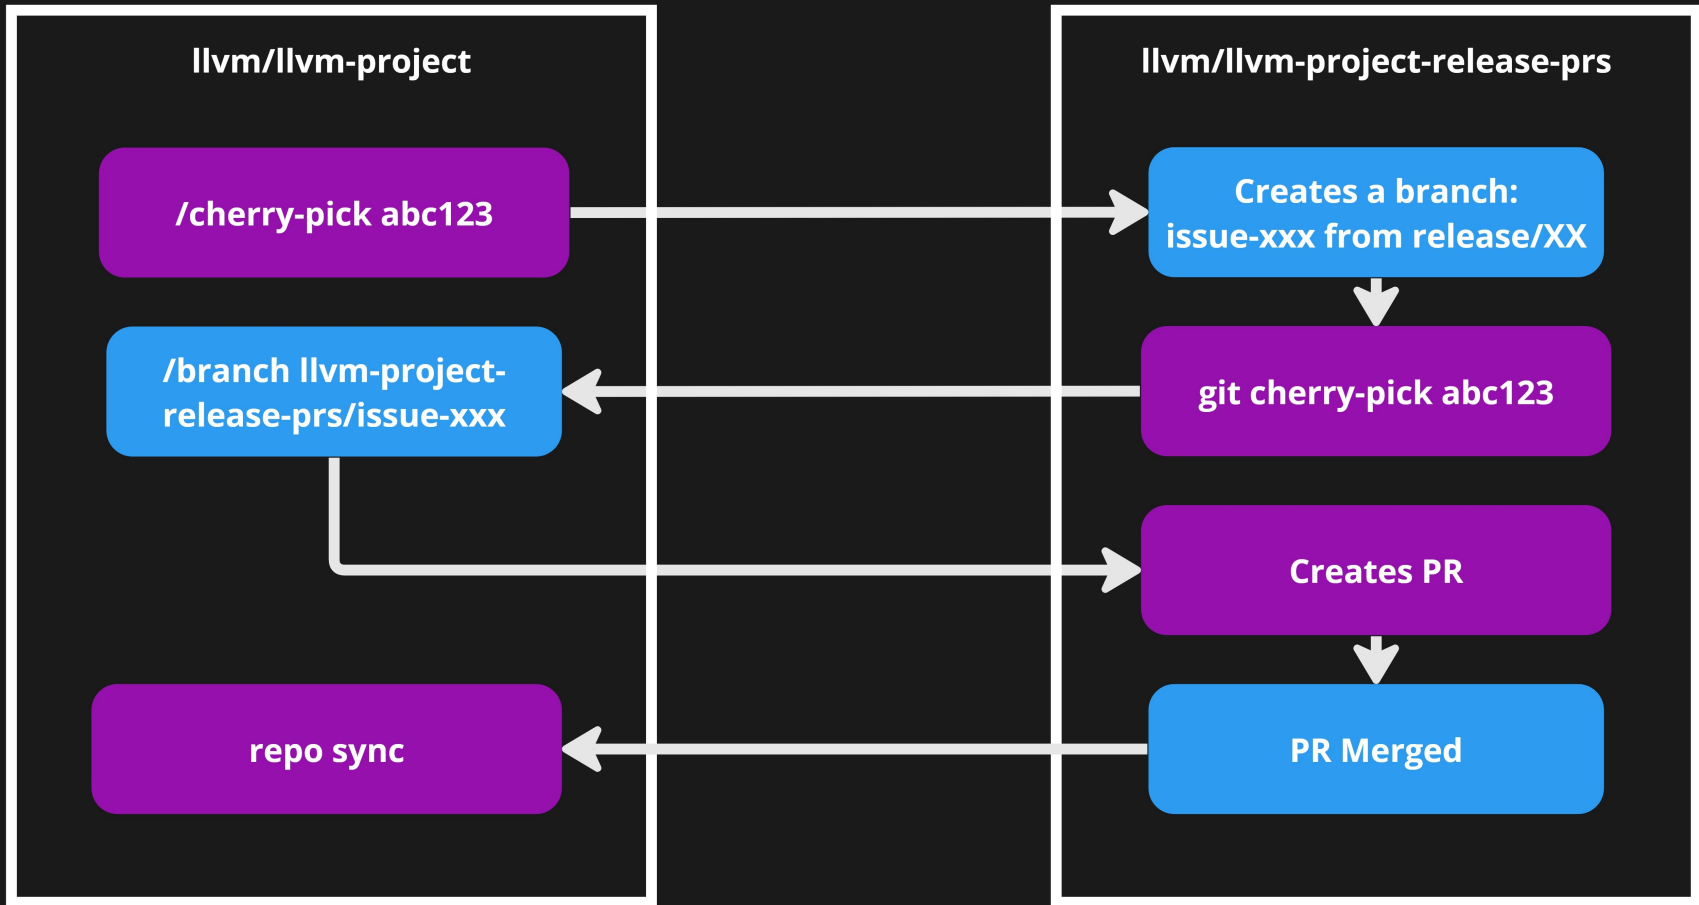 llvm/llvm-project
llvm/llvm-project-release-prs
/cherry-pick abc123
Creates a branch:
issue-xxx from release/XX
/branch llvm-project-
release-prs/issue-xxx
git cherry-pick abc123
Creates PR
repo sync
PR Merged